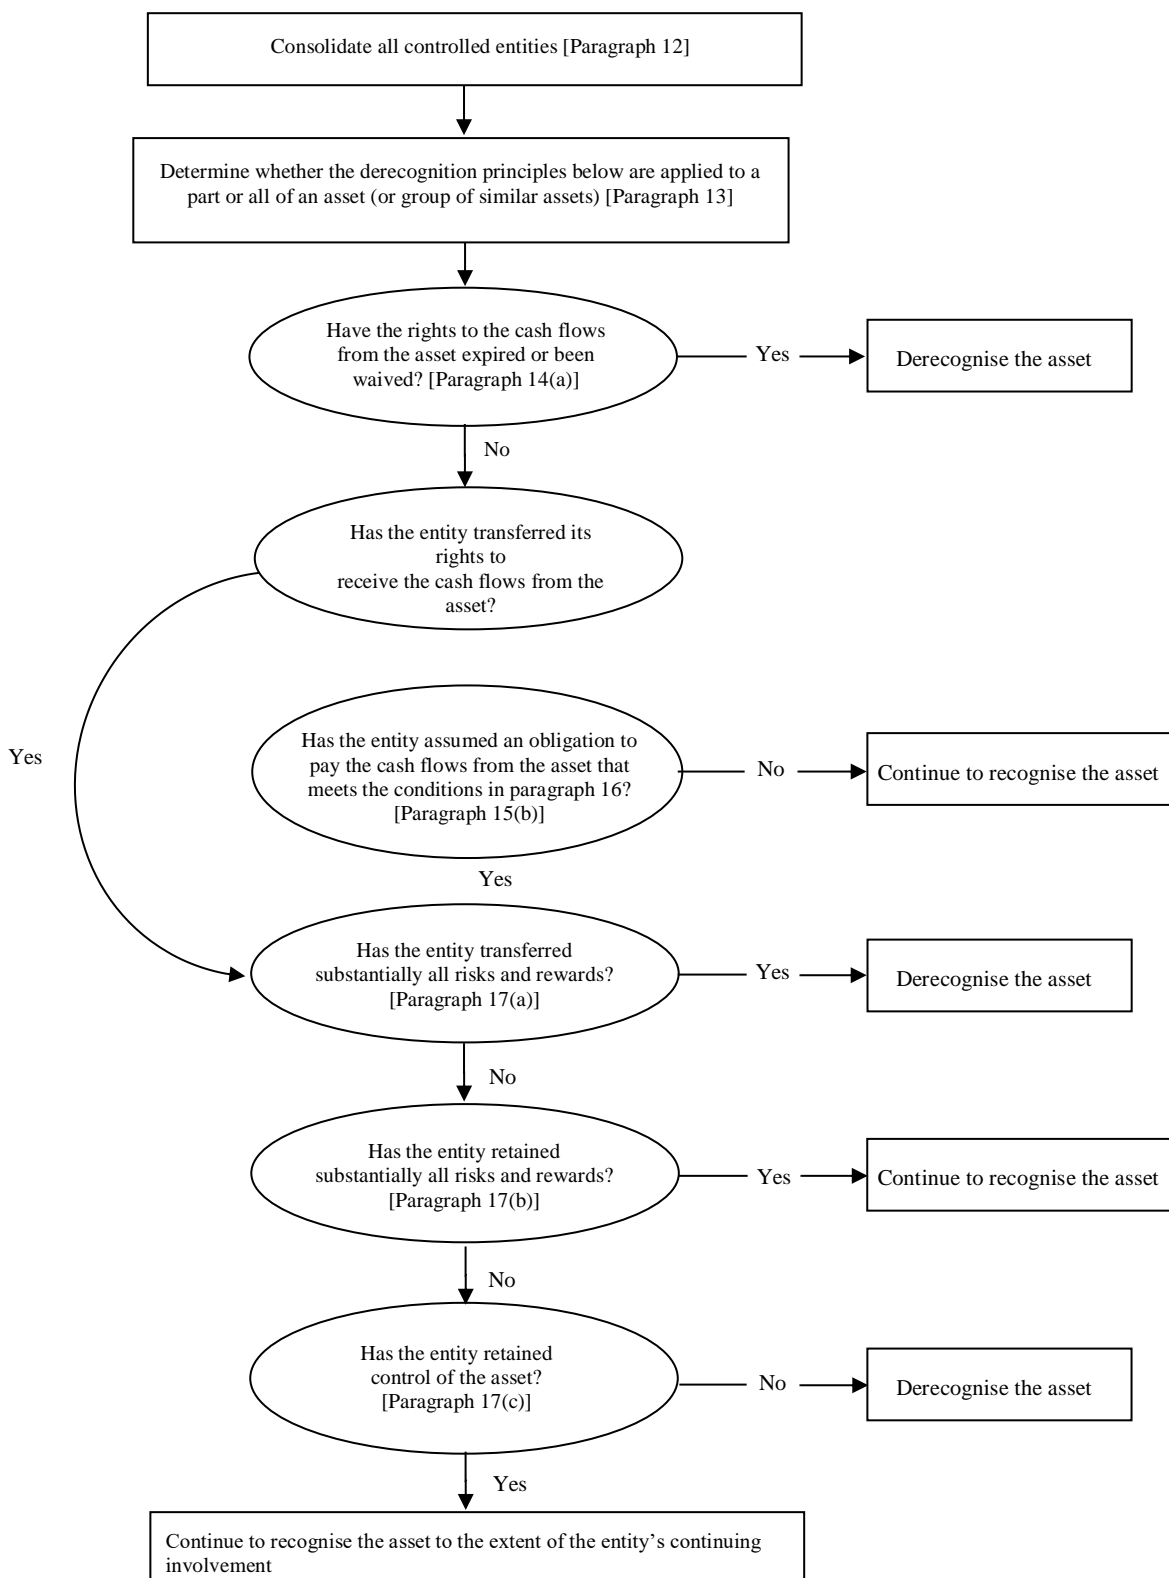 Consolidate all controlled entities [Paragraph 12]
Determine whether the derecognition principles below are applied to a
part or all of an asset (or group of similar assets) [Paragraph 13]
Have the rights to the cash flows
from the asset expired or been
waived? [Paragraph 14(a)]
Yes
Derecognise the asset
No
Has the entity transferred its
rights to
receive the cash flows from the
asset?
Yes
Has the entity assumed an obligation to
pay the cash flows from the asset that
meets the conditions in paragraph 16?
[Paragraph 15(b)]
No
Continue to recognise the asset
Yes
Has the entity transferred
substantially all risks and rewards?
[Paragraph 17(a)]
Yes
Derecognise the asset
No
Has the entity retained
substantially all risks and rewards?
[Paragraph 17(b)]
Yes
Continue to recognise the asset
No
Has the entity retained
control of the asset?
[Paragraph 17(c)]
No
Derecognise the asset
Yes
Continue to recognise the asset to the extent of the entity’s continuing
involvement